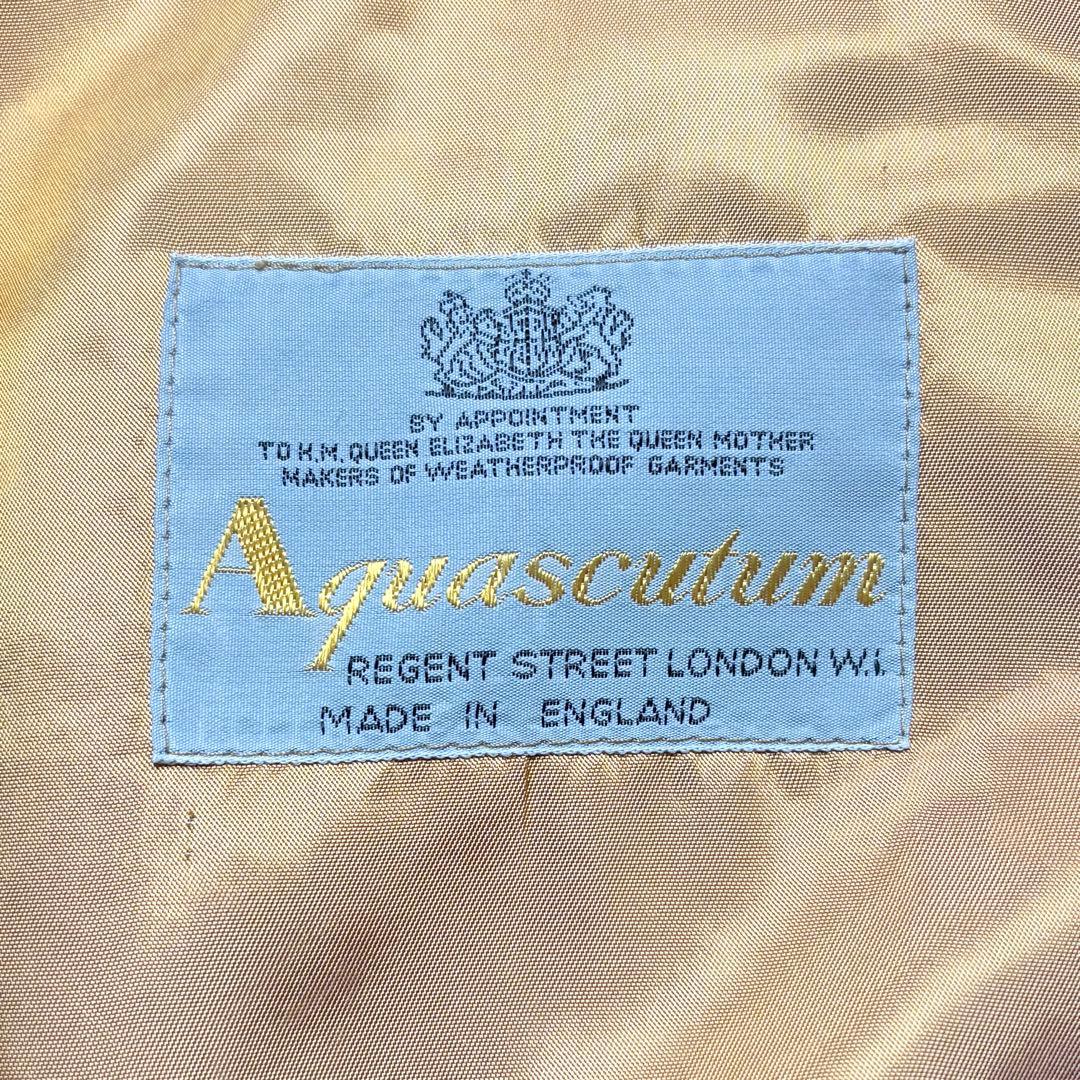 BY APPOINTMENT
TO H.M. QUEEN ELIZABETH THE QUEEN MOTHER
MAKERS OF WEATHERPROOF GARMENTS
Aquascutum
REGENT STREET LONDON W.I.
MADE IN ENGLAND